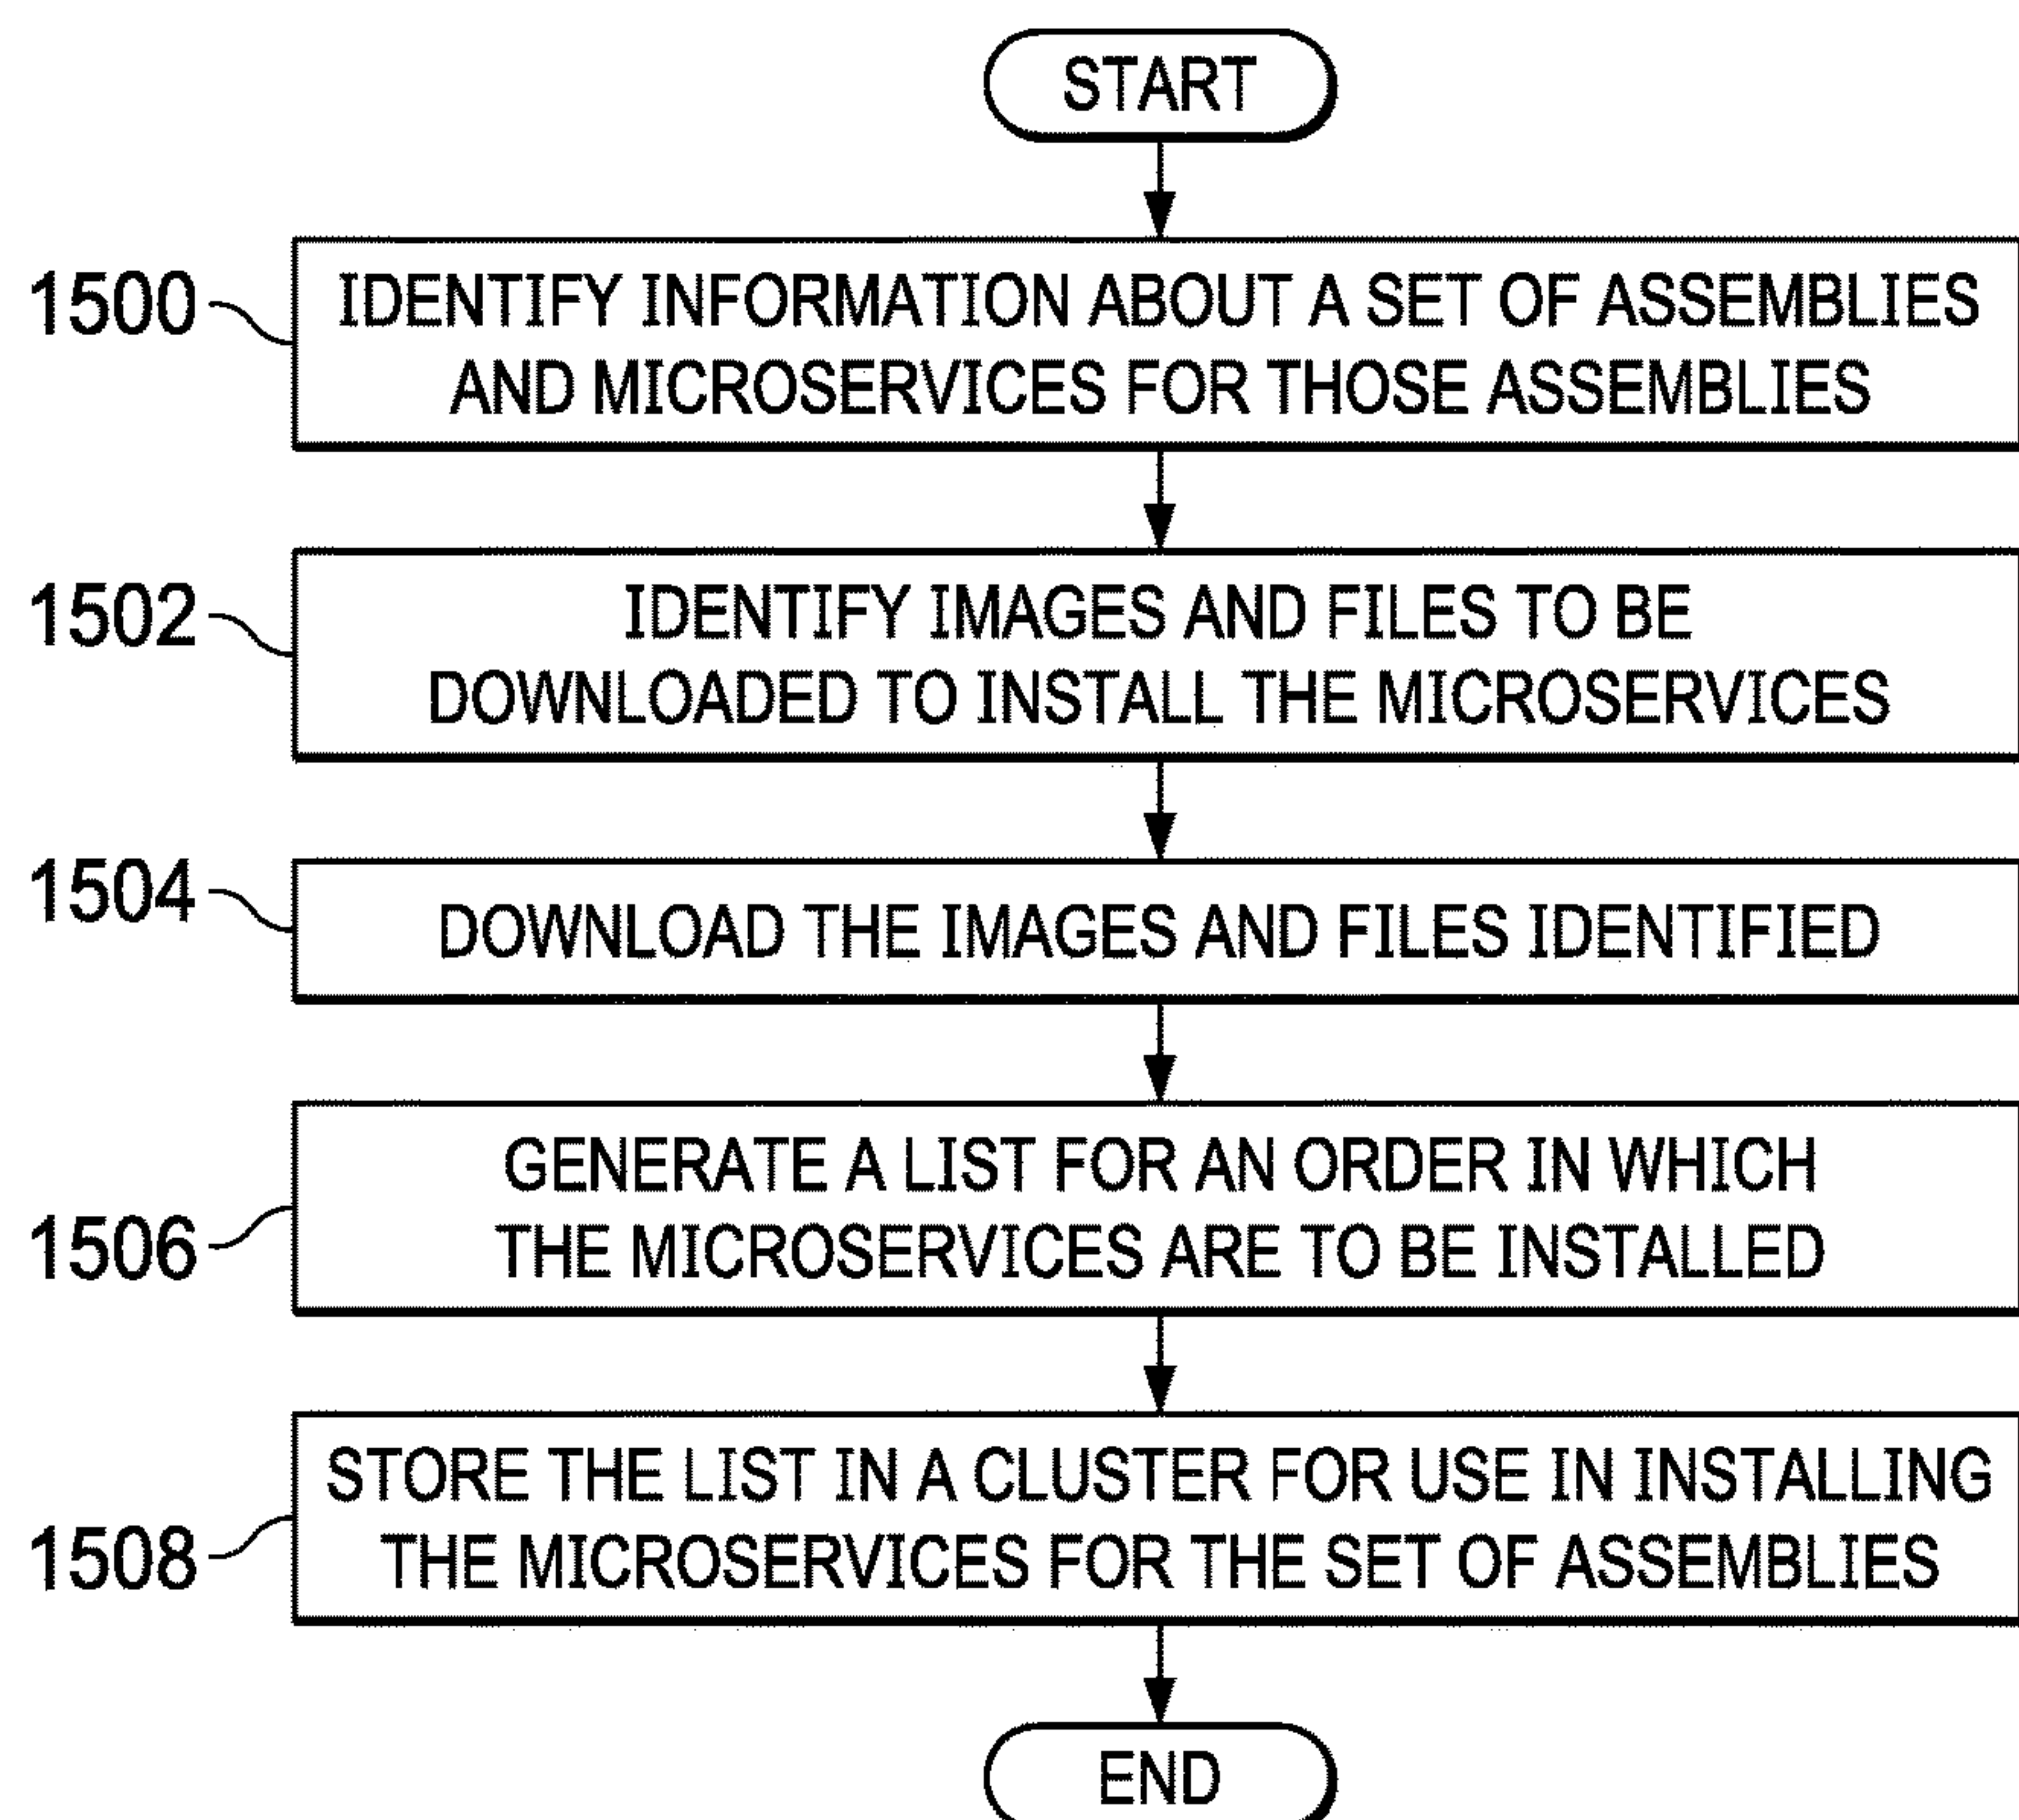 START
1500
IDENTIFY INFORMATION ABOUT A SET OF ASSEMBLIES
AND MICROSERVICES FOR THOSE ASSEMBLIES
1502
IDENTIFY IMAGES AND FILES TO BE
DOWNLOADED TO INSTALL THE MICROSERVICES
1504
DOWNLOAD THE IMAGES AND FILES IDENTIFIED
1506
GENERATE A LIST FOR AN ORDER IN WHICH
THE MICROSERVICES ARE TO BE INSTALLED
1508
STORE THE LIST IN A CLUSTER FOR USE IN INSTALLING
THE MICROSERVICES FOR THE SET OF ASSEMBLIES
END